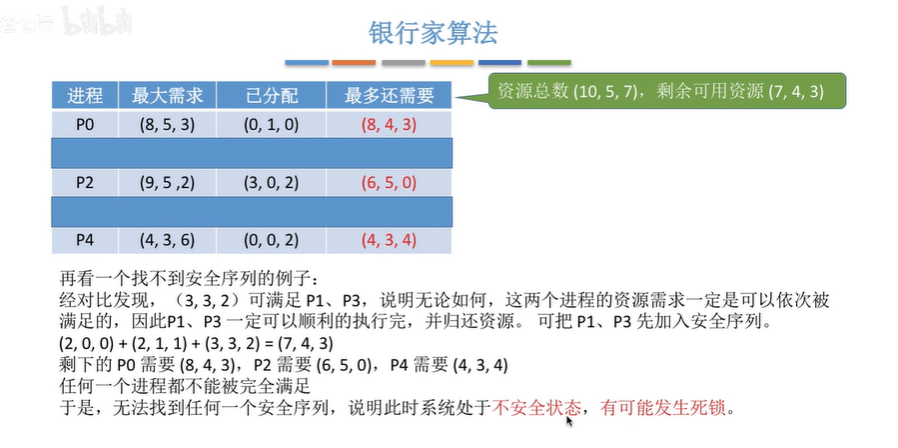 银行家算法
进程 最大需求 已分配 最多还需要
资源总数 (10, 5, 7)，剩余可用资源 (7, 4, 3)
P0 (8, 5, 3) (0, 1, 0) (8, 4, 3)
P2 (9, 5 ,2) (3, 0, 2) (6, 5, 0)
P4 (4, 3, 6) (0, 0, 2) (4, 3, 4)
再看一个找不到安全序列的例子：
经对比发现，（3, 3, 2）可满足 P1、P3，说明无论如何，这两个进程的资源需求一定是可以依次被
满足的，因此P1、P3 一定可以顺利的执行完，并归还资源。 可把 P1、P3 先加入安全序列。
(2, 0, 0) + (2, 1, 1) + (3, 3, 2) = (7, 4, 3)
剩下的 P0 需要 (8, 4, 3)，P2 需要 (6, 5, 0)，P4 需要 (4, 3, 4)
任何一个进程都不能被完全满足
于是，无法找到任何一个安全序列，说明此时系统处于不安全状态，有可能发生死锁。